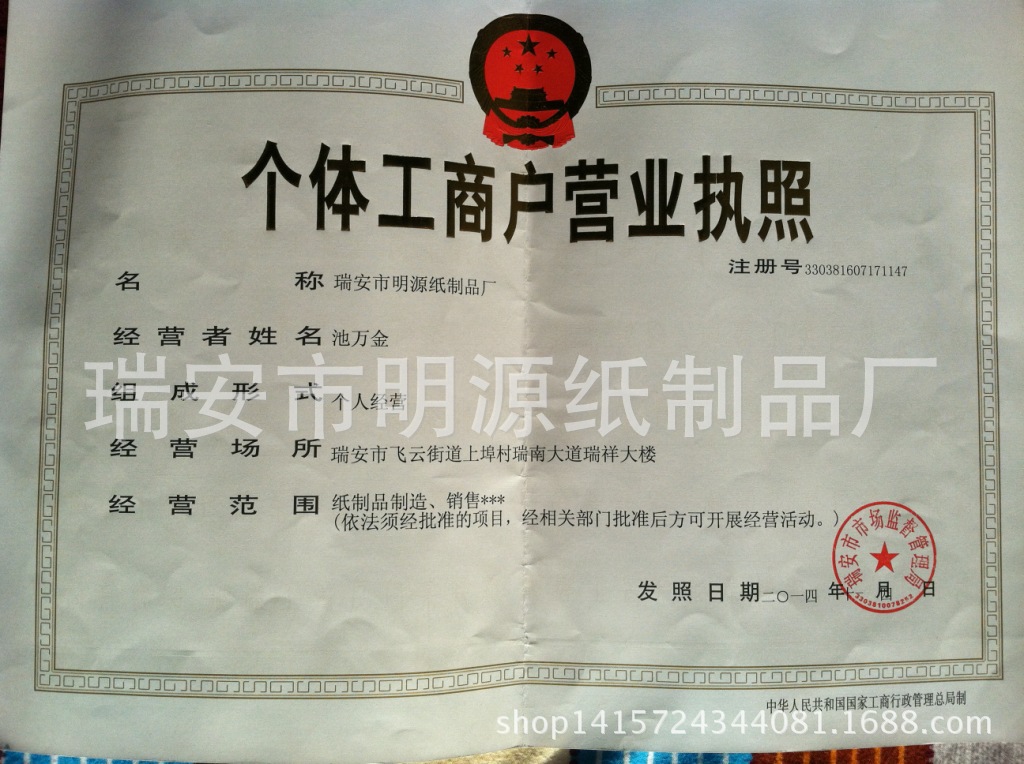 个体工商户营业执照
注册号330381607171147
名称 瑞安市明源纸制品厂
经营者姓名 池万金
瑞安市明源纸制品厂
组成形式 个人经营
经营场所 瑞安市飞云街道上埠村瑞南大道瑞祥大楼
经营范围 纸制品制造、销售***
(依法须经批准的项目，经相关部门批准后方可开展经营活动。)
瑞安市市场监督管理局
发照日期二〇一四年 月四日
中华人民共和国国家工商行政管理总局制
shop1415724344081.1688.com